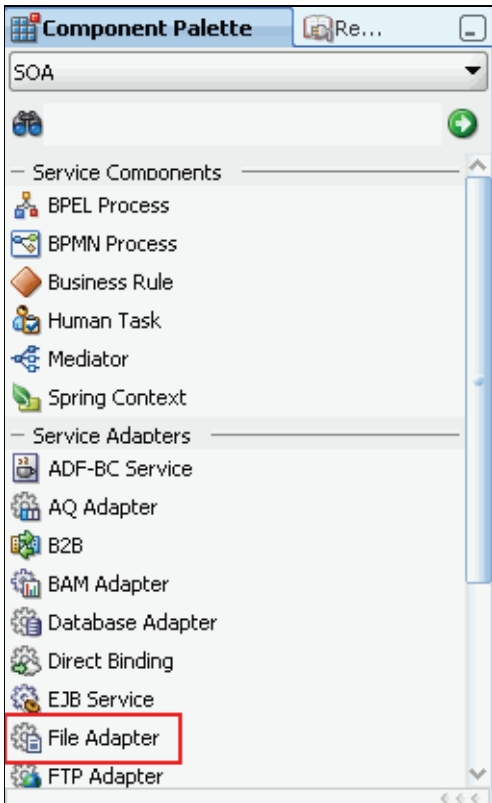 Component Palette Re...
SOA
Service Components
BPEL Process
BPMN Process
Business Rule
Human Task
Mediator
Spring Context
Service Adapters
ADF-BC Service
AQ Adapter
B2B
BAM Adapter
Database Adapter
Direct Binding
EJB Service
File Adapter
FTP Adapter